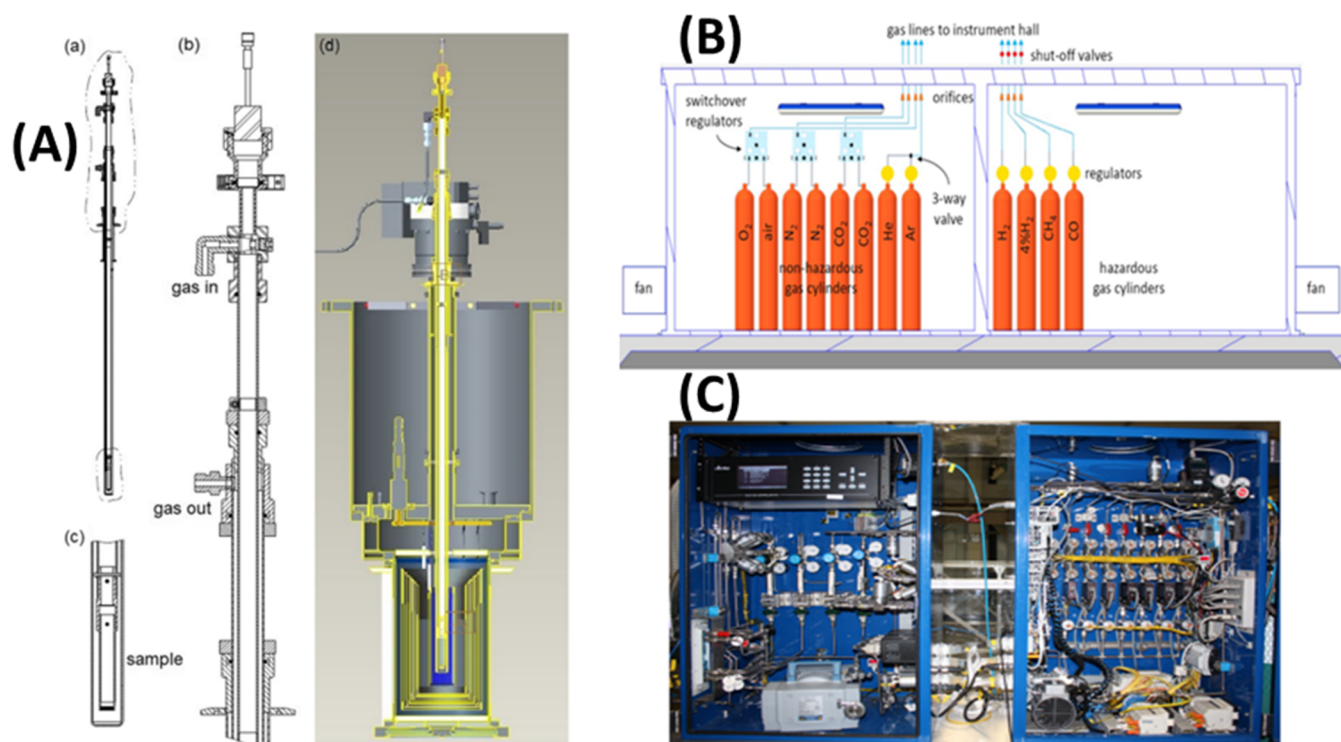 (A)
(a)
(b)
gas in
gas out
(c)
sample
(d)
(B)
gas lines to instrument hall
shut-off valves
switchover
regulators
orifices
regulators
3-way
valve
O2
air
N2
N2
CO2
CO2
He
Ar
non-hazardous
gas cylinders
H2
4%H2
CH4
CO
hazardous
gas cylinders
fan
fan
(C)